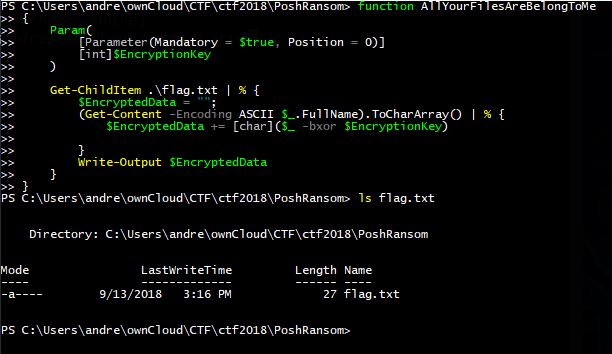 PS C:\Users\andre\ownCloud\CTF\ctf2018\PoshRansom> function AllYourFilesAreBelongToMe
>> {
>>     Param(
>>         [Parameter(Mandatory = $true, Position = 0)]
>>         [int]$EncryptionKey
>>     )
>>
>>     Get-ChildItem .\flag.txt | % {
>>         $EncryptedData = "";
>>         (Get-Content -Encoding ASCII $_.FullName).ToCharArray() | % {
>>             $EncryptedData += [char]($_ -bxor $EncryptionKey)
>>
>>         }
>>         Write-Output $EncryptedData
>>     }
>> }
PS C:\Users\andre\ownCloud\CTF\ctf2018\PoshRansom> ls flag.txt
    Directory: C:\Users\andre\ownCloud\CTF\ctf2018\PoshRansom
Mode                LastWriteTime         Length Name
----                -------------         ------ ----
-a----        9/13/2018   3:16 PM             27 flag.txt
PS C:\Users\andre\ownCloud\CTF\ctf2018\PoshRansom>